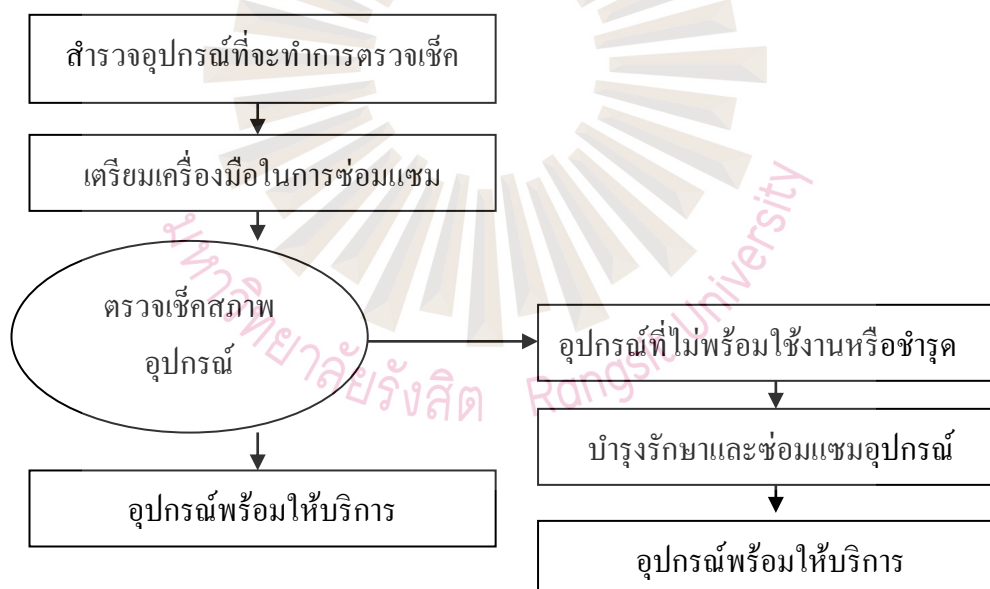 สำรวจอุปกรณ์ที่จะทำการตรวจเช็ค
เตรียมเครื่องมือในการซ่อมแซม
ตรวจเช็คสภาพ
อุปกรณ์
อุปกรณ์พร้อมให้บริการ
อุปกรณ์ที่ไม่พร้อมใช้งานหรือชำรุด
บำรุงรักษาและซ่อมแซมอุปกรณ์
อุปกรณ์พร้อมให้บริการ
มหาวิทยาลัยรังสิต Rangsit University